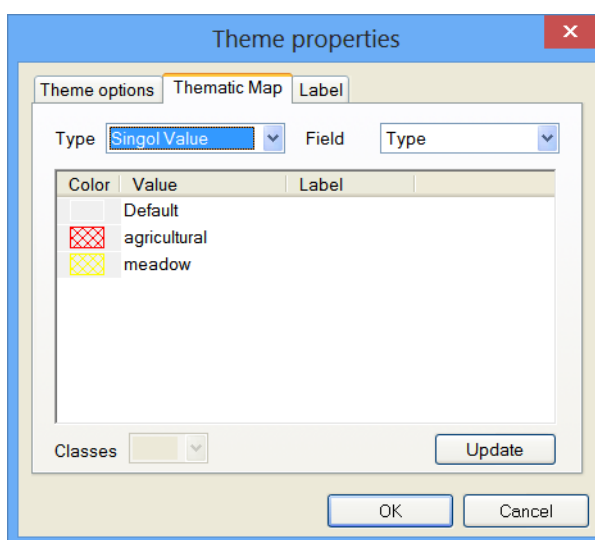 Theme properties
x
Theme options Thematic Map Label
Type Singol Value Field Type
Color Value Label
Default
agricultural
meadow
Classes Update
OK Cancel